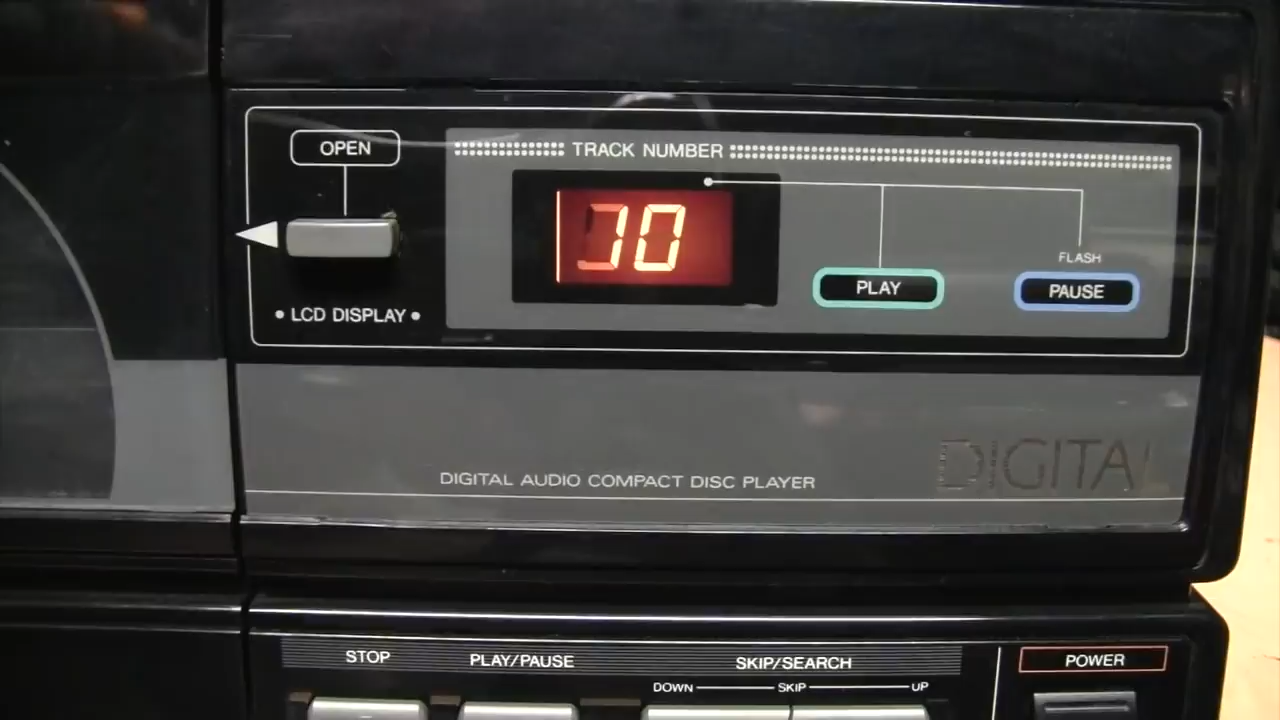 OPEN
TRACK NUMBER
10
FLASH
PLAY
PAUSE
• LCD DISPLAY •
DIGITAL
DIGITAL AUDIO COMPACT DISC PLAYER
STOP
PLAY/PAUSE
SKIP/SEARCH
POWER
DOWN
SKIP
UP